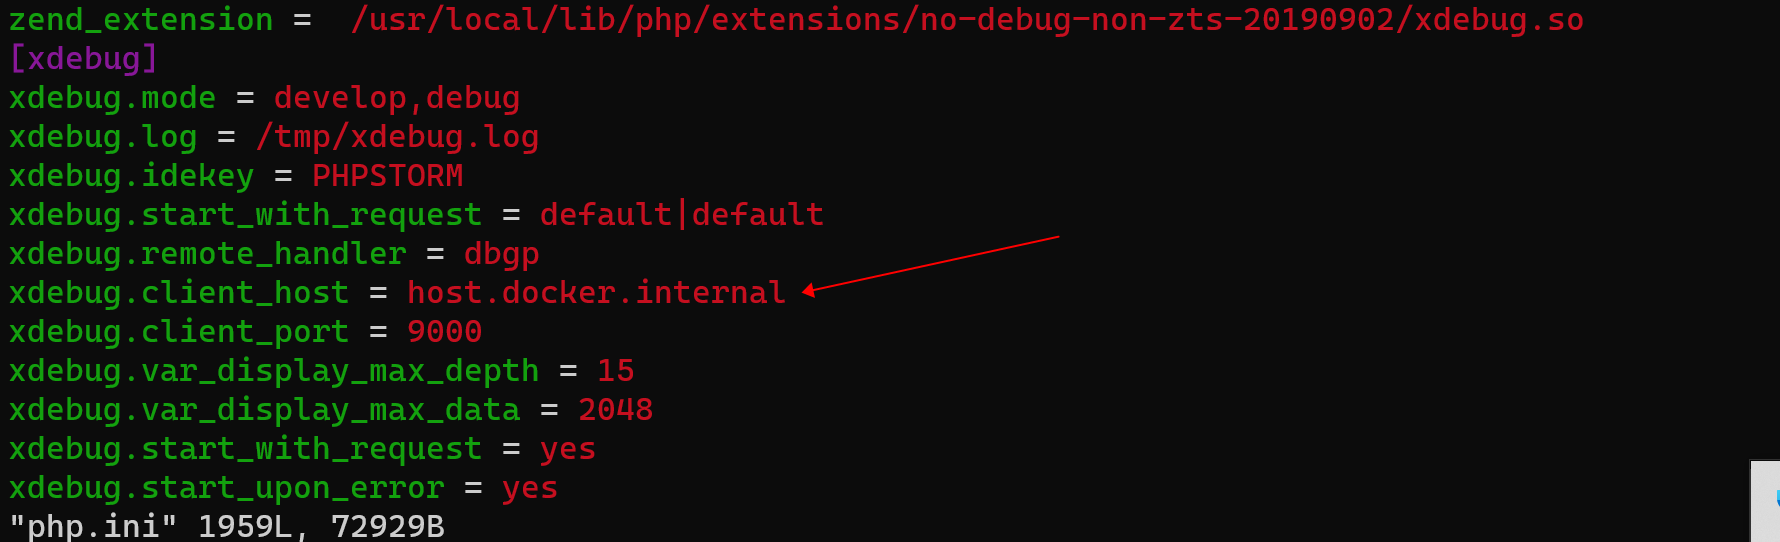 zend_extension =  /usr/local/lib/php/extensions/no-debug-non-zts-20190902/xdebug.so
[xdebug]
xdebug.mode = develop,debug
xdebug.log = /tmp/xdebug.log
xdebug.idekey = PHPSTORM
xdebug.start_with_request = default|default
xdebug.remote_handler = dbgp
xdebug.client_host = host.docker.internal
xdebug.client_port = 9000
xdebug.var_display_max_depth = 15
xdebug.var_display_max_data = 2048
xdebug.start_with_request = yes
xdebug.start_upon_error = yes
"php.ini" 1959L, 72929B